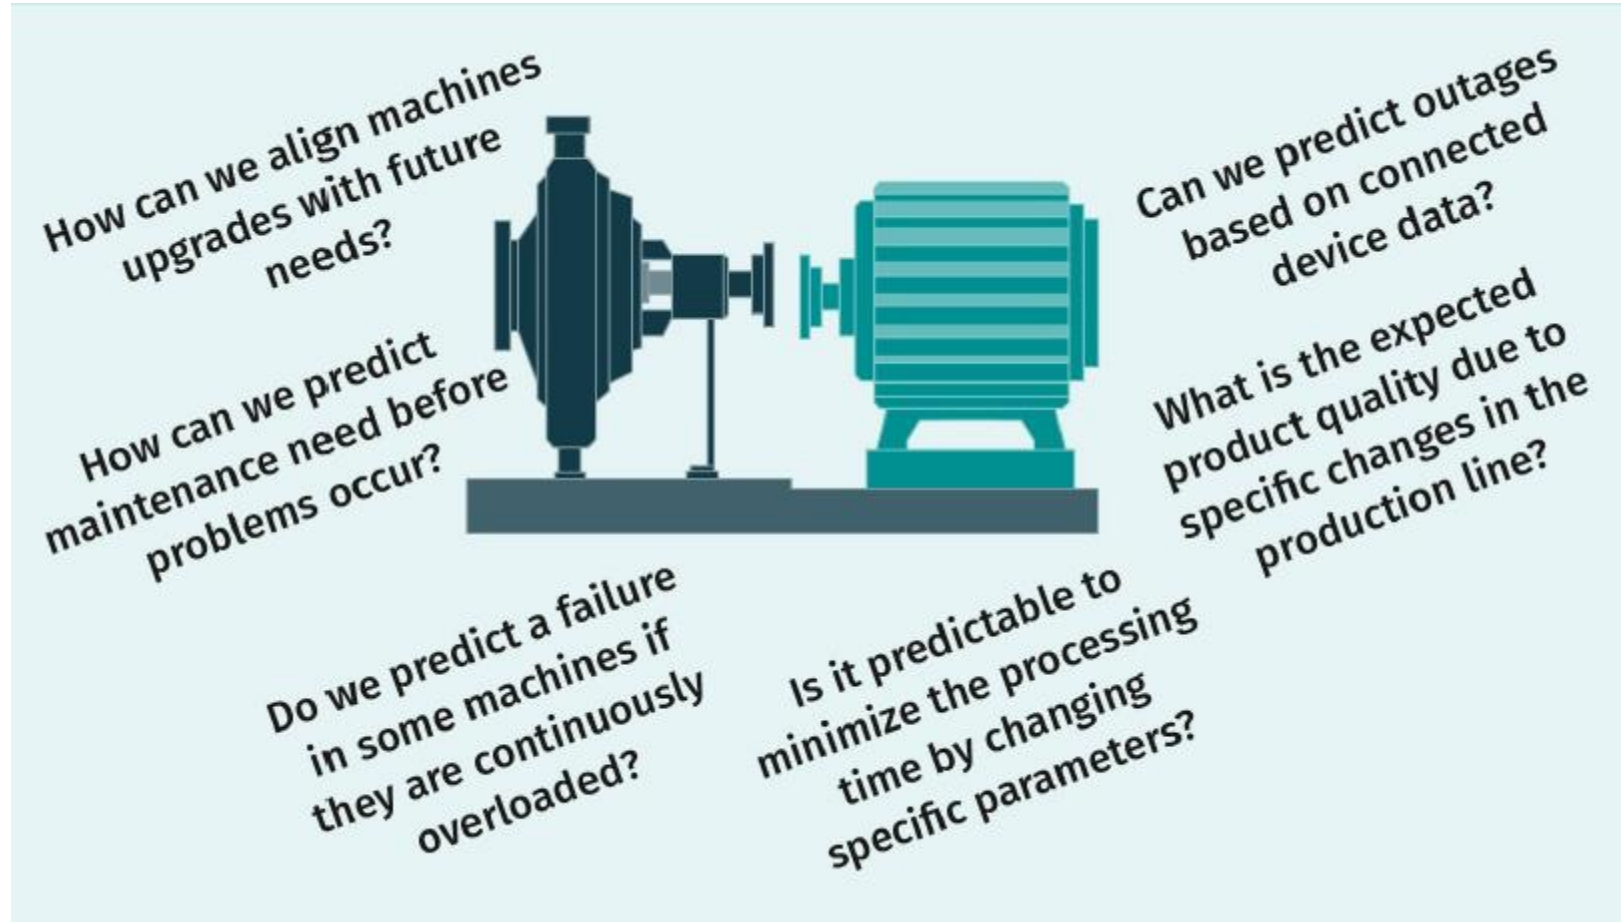 How can we align machines
upgrades with future
needs?
Can we predict outages
based on connected
device data?
How can we predict
maintenance need before
problems occur?
What is the expected
product quality due to
specific changes in the
production line?
Do we predict a failure
in some machines if
they are continuously
overloaded?
Is it predictable to
minimize the processing
time by changing
specific parameters?